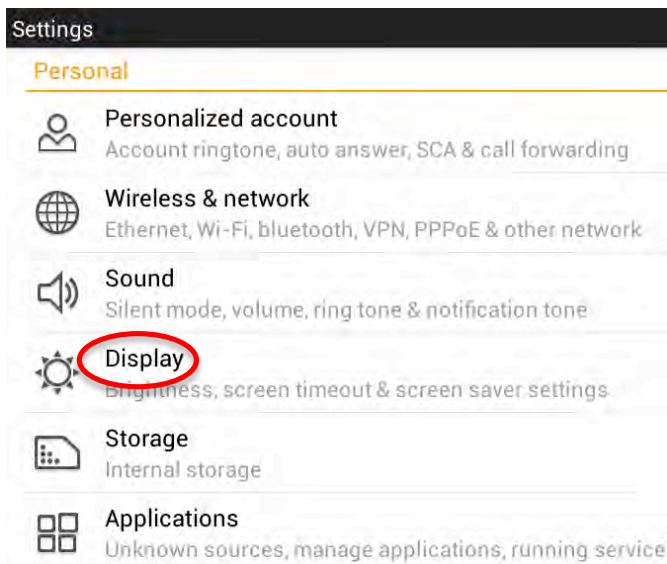 Settings
Personal
Personalized account
Account ringtone, auto answer, SCA & call forwarding
Wireless & network
Ethernet, Wi-Fi, bluetooth, VPN, PPPoE & other network
Sound
Silent mode, volume, ring tone & notification tone
Display
Brightness, screen timeout & screen saver settings
Storage
Internal storage
Applications
Unknown sources, manage applications, running service